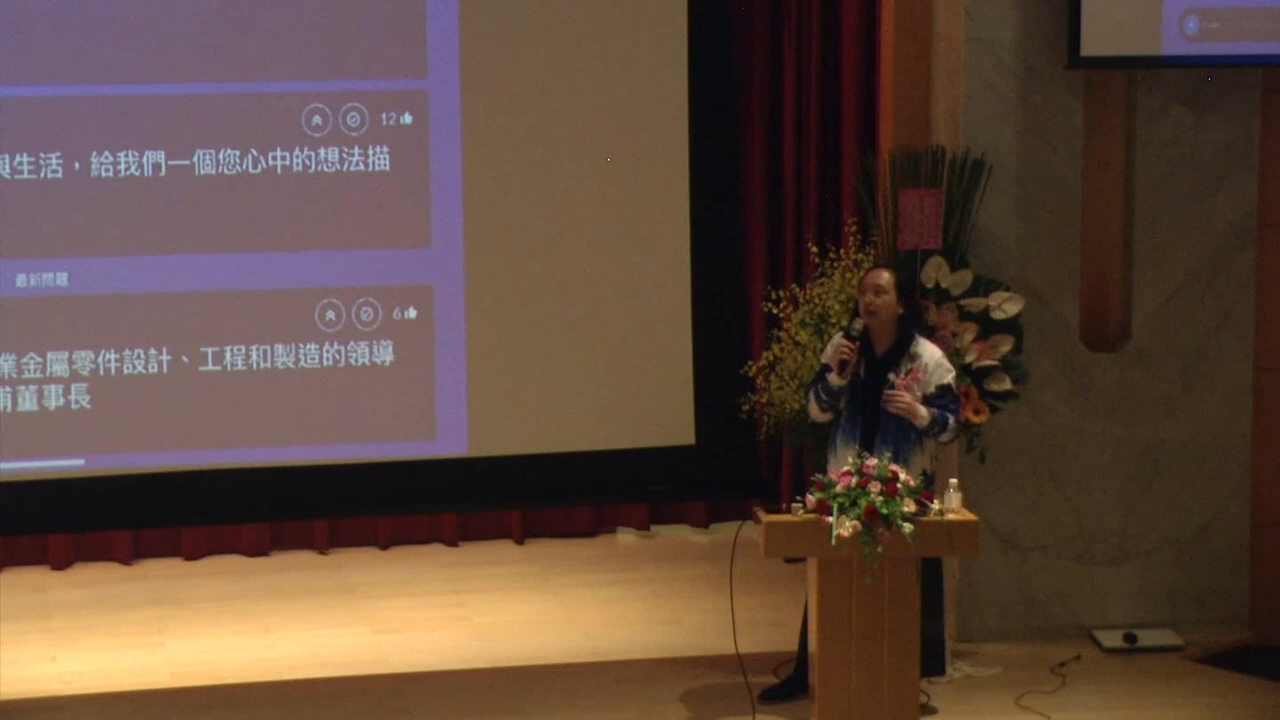 12
與生活，給我們一個您心中的想法描
最新問題
6
業金屬零件設計、工程和製造的領導
董事長